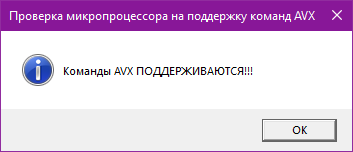 Проверка микропроцессора на поддержку команд AVX
Команды AVX ПОДДЕРЖИВАЮТСЯ!!!
OK